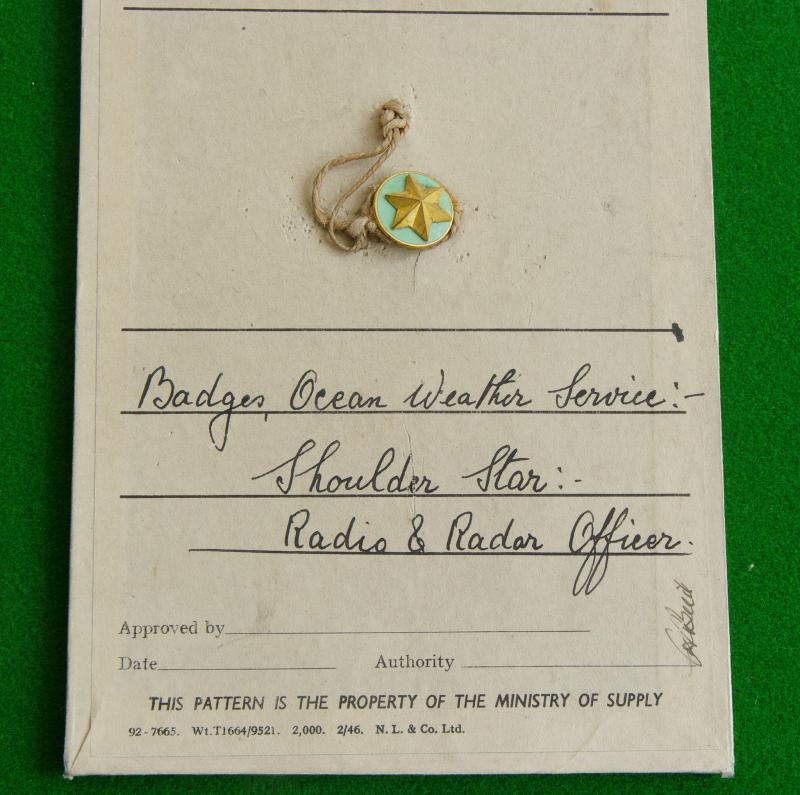 Badges, Ocean Weather Service:-
Shoulder Star:-
Radio & Radar Officer.
Approved by
Date Authority
THIS PATTERN IS THE PROPERTY OF THE MINISTRY OF SUPPLY
92-7665. Wt.T1664/9521. 2,000. 2/46. N. L. & Co. Ltd.